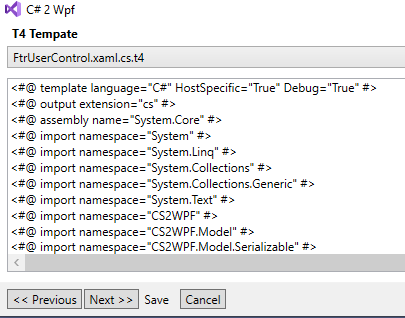 C# 2 Wpf
T4 Tempate
FtrUserControl.xaml.cs.t4
<#@ template language="C#" HostSpecific="True" Debug="True" #>
<#@ output extension="cs" #>
<#@ assembly name="System.Core" #>
<#@ import namespace="System" #>
<#@ import namespace="System.Linq" #>
<#@ import namespace="System.Collections" #>
<#@ import namespace="System.Collections.Generic" #>
<#@ import namespace="System.Text" #>
<#@ import namespace="CS2WPF" #>
<#@ import namespace="CS2WPF.Model" #>
<#@ import namespace="CS2WPF.Model.Serializable" #>
<< Previous Next >> Save Cancel